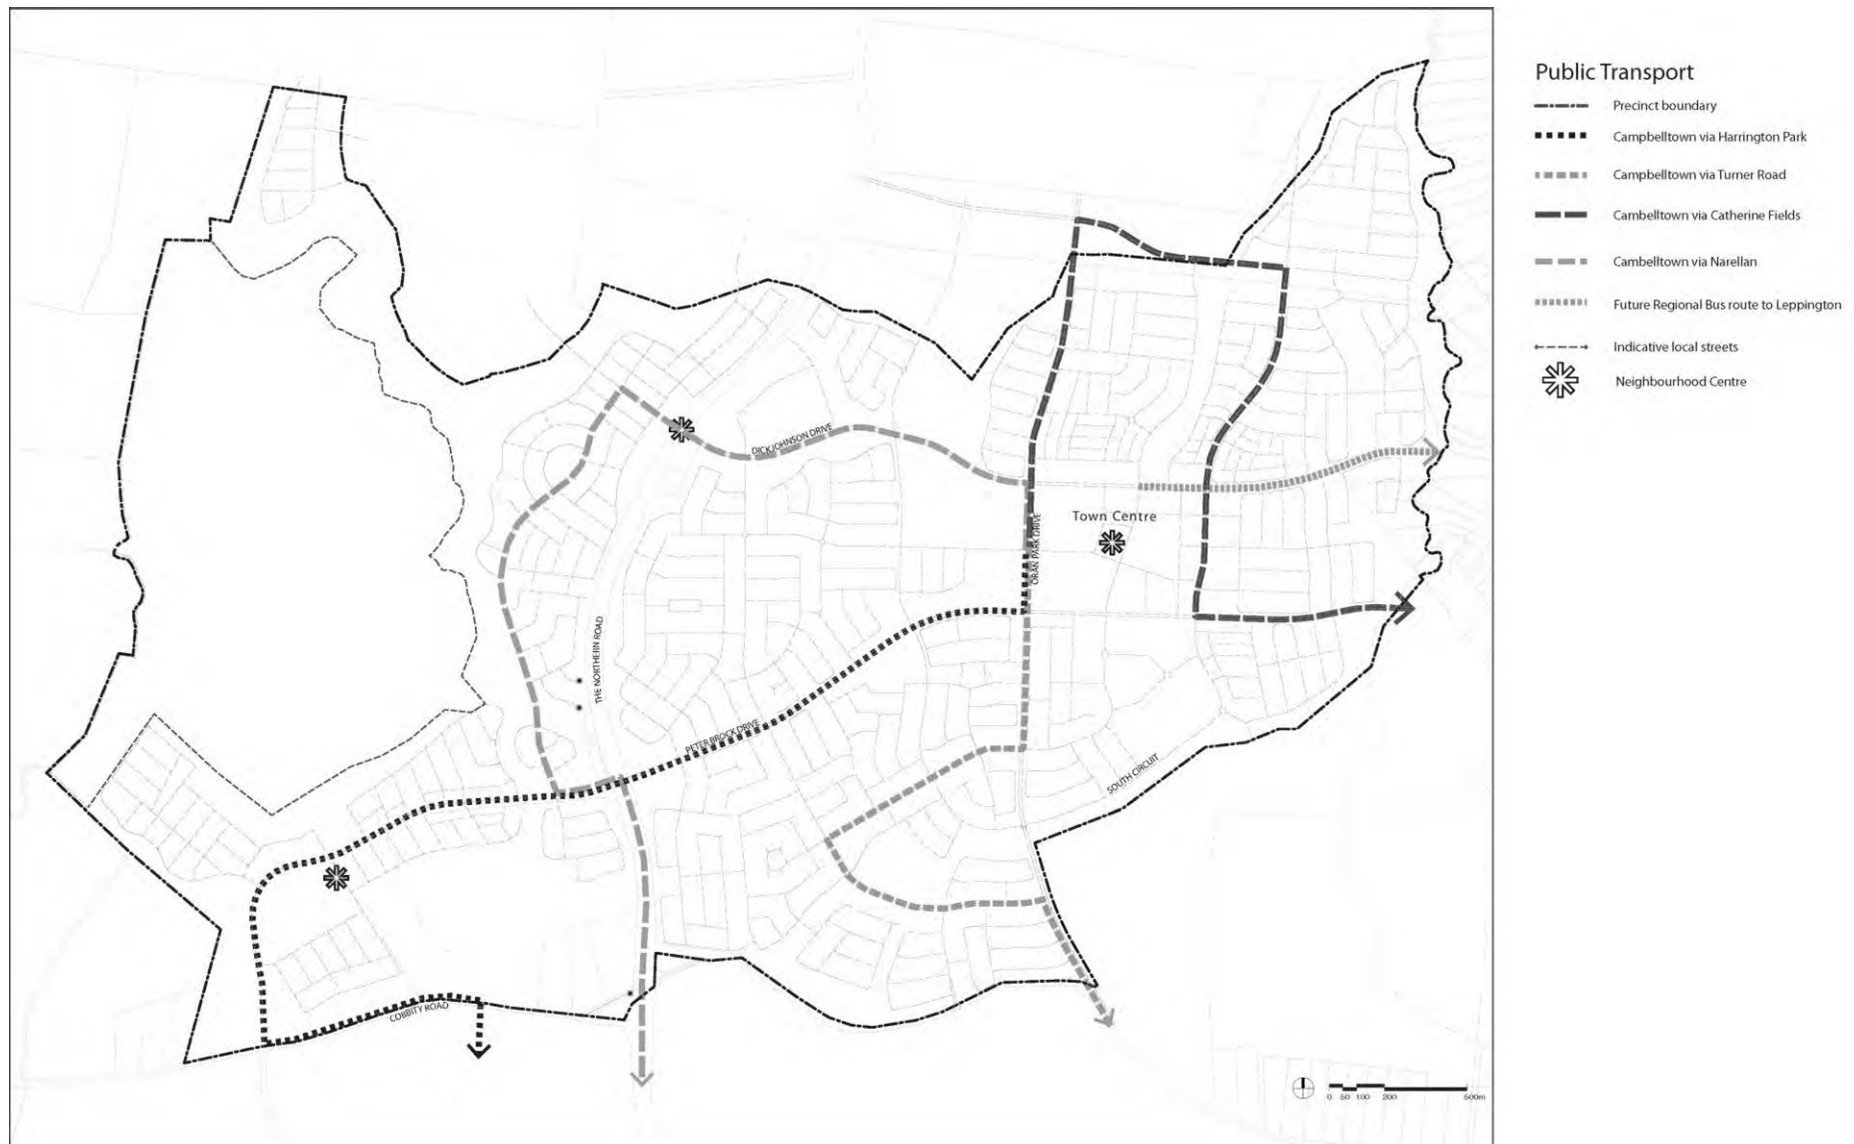 Public Transport
Precinct boundary
Campbelltown via Harrington Park
Campbelltown via Turner Road
Cambelltown via Catherine Fields
Cambelltown via Narellan
Future Regional Bus route to Leppington
Indicative local streets
Neighbourhood Centre
DICK JOHNSON DRIVE
Town Centre
ORAN PARK DRIVE
THE NORTHERN ROAD
PETER BROCK DRIVE
SOUTH CIRCUIT
COBBITY ROAD
0 50 100 200 500m